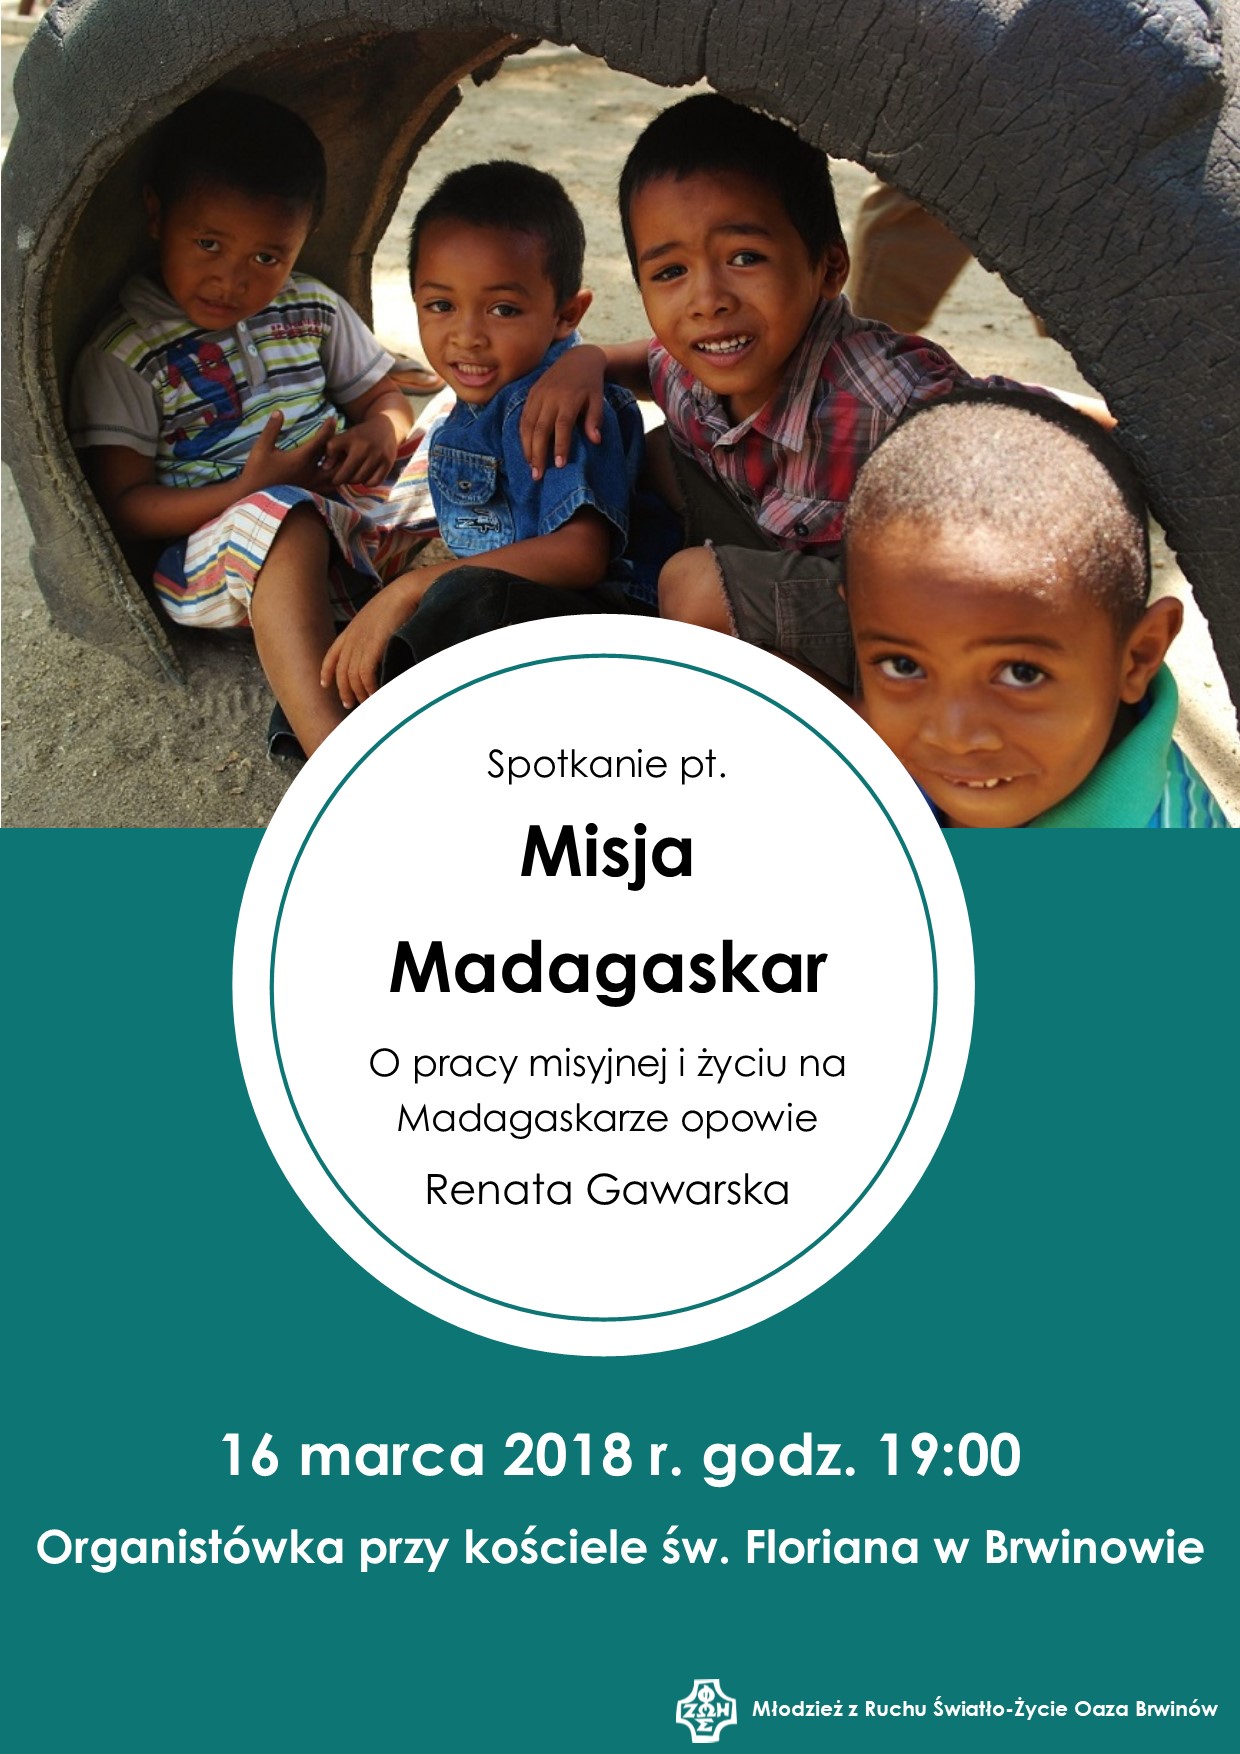 Spotkanie pt.
Misja
Madagaskar
O pracy misyjnej i życiu na
Madagaskarze opowie
Renata Gawarska
16 marca 2018 r. godz. 19:00
Organistówka przy kościele św. Floriana w Brwinowie
Φ
ΖΩΗ
Σ
Młodzież z Ruchu Światło-Życie Oaza Brwinów